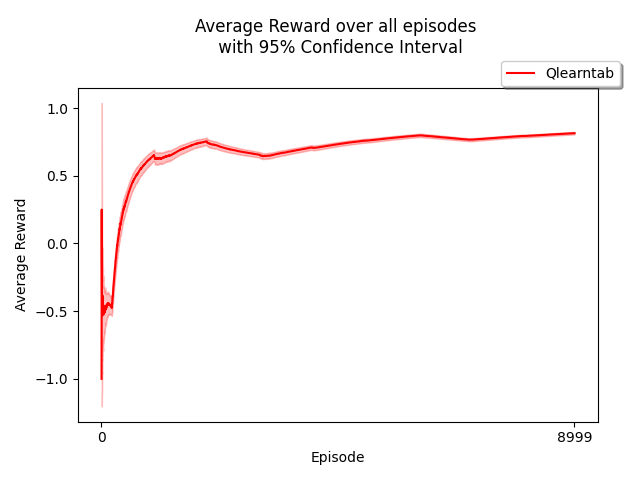 Average Reward over all episodes
with 95% Confidence Interval
Qlearntab
1.0
0.5
0.0
−0.5
−1.0
Average Reward
0
8999
Episode